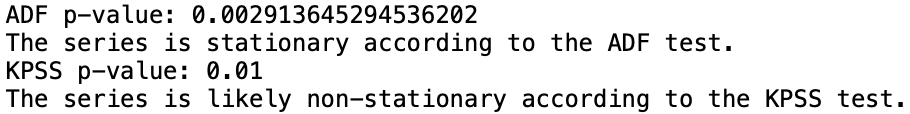 ADF p-value: 0.002913645294536202
The series is stationary according to the ADF test.
KPSS p-value: 0.01
The series is likely non-stationary according to the KPSS test.